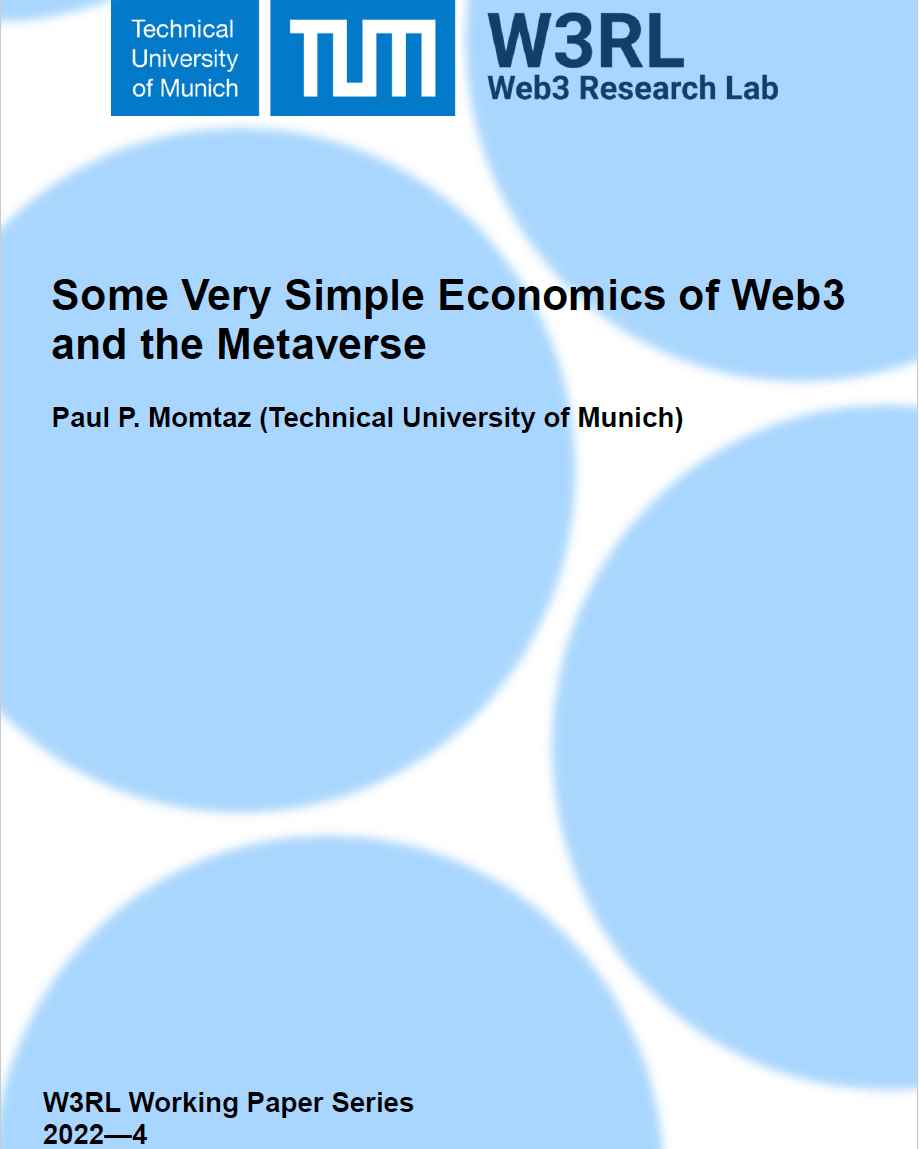 Technical
University
of Munich
TUM
W3RL
Web3 Research Lab
Some Very Simple Economics of Web3
and the Metaverse
Paul P. Momtaz (Technical University of Munich)
W3RL Working Paper Series
2022—4